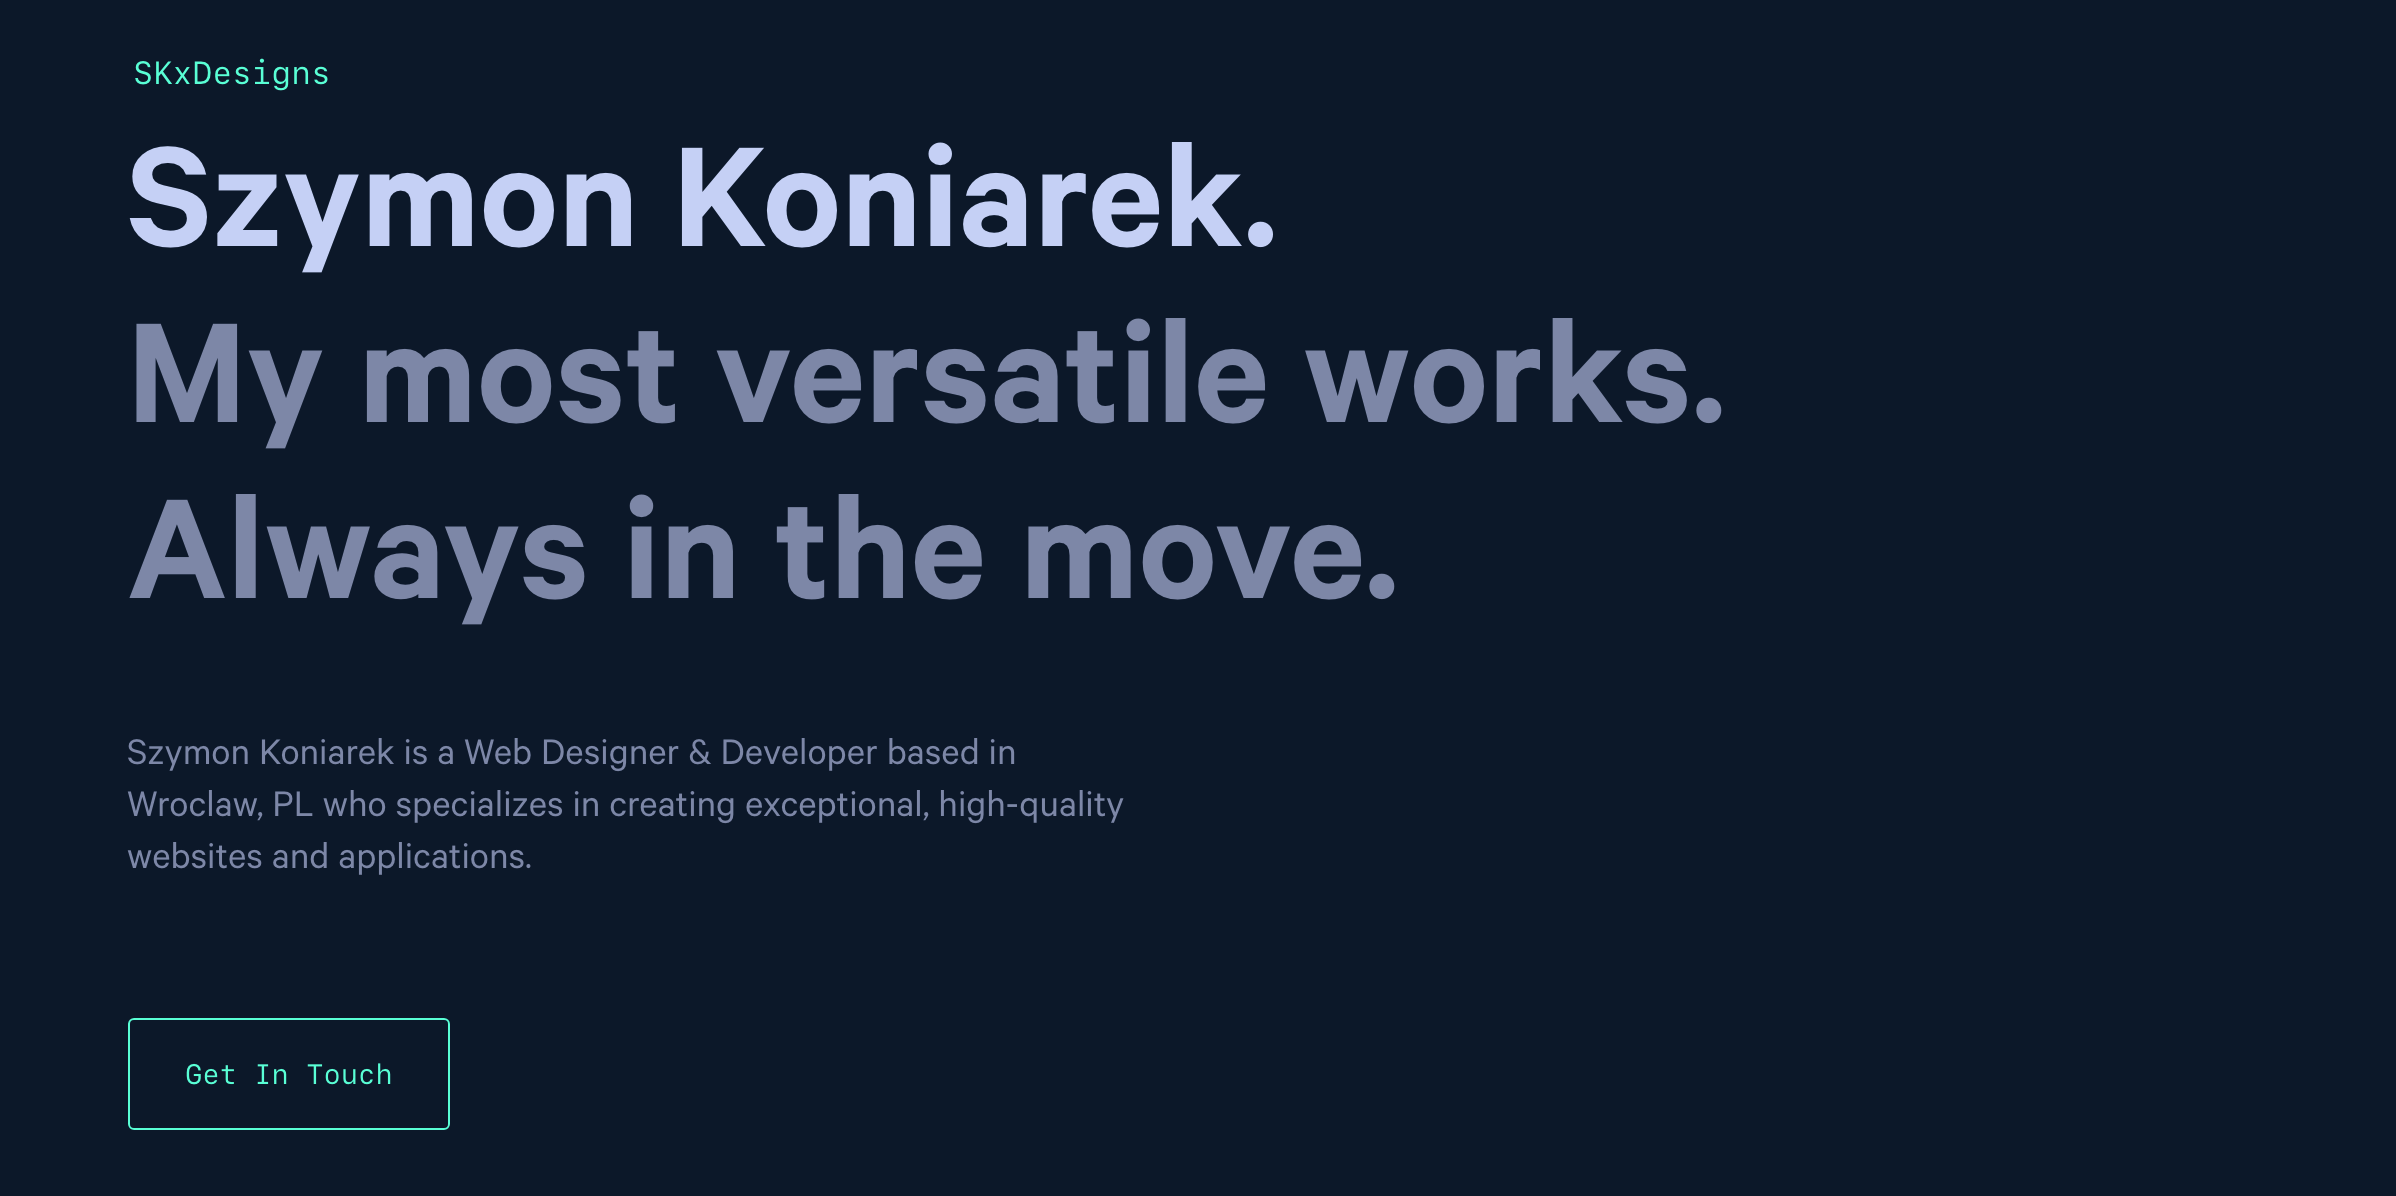 SKxDesigns
Szymon Koniarek.
My most versatile works.
Always in the move.
Szymon Koniarek is a Web Designer & Developer based in
Wroclaw, PL who specializes in creating exceptional, high-quality
websites and applications.
Get In Touch